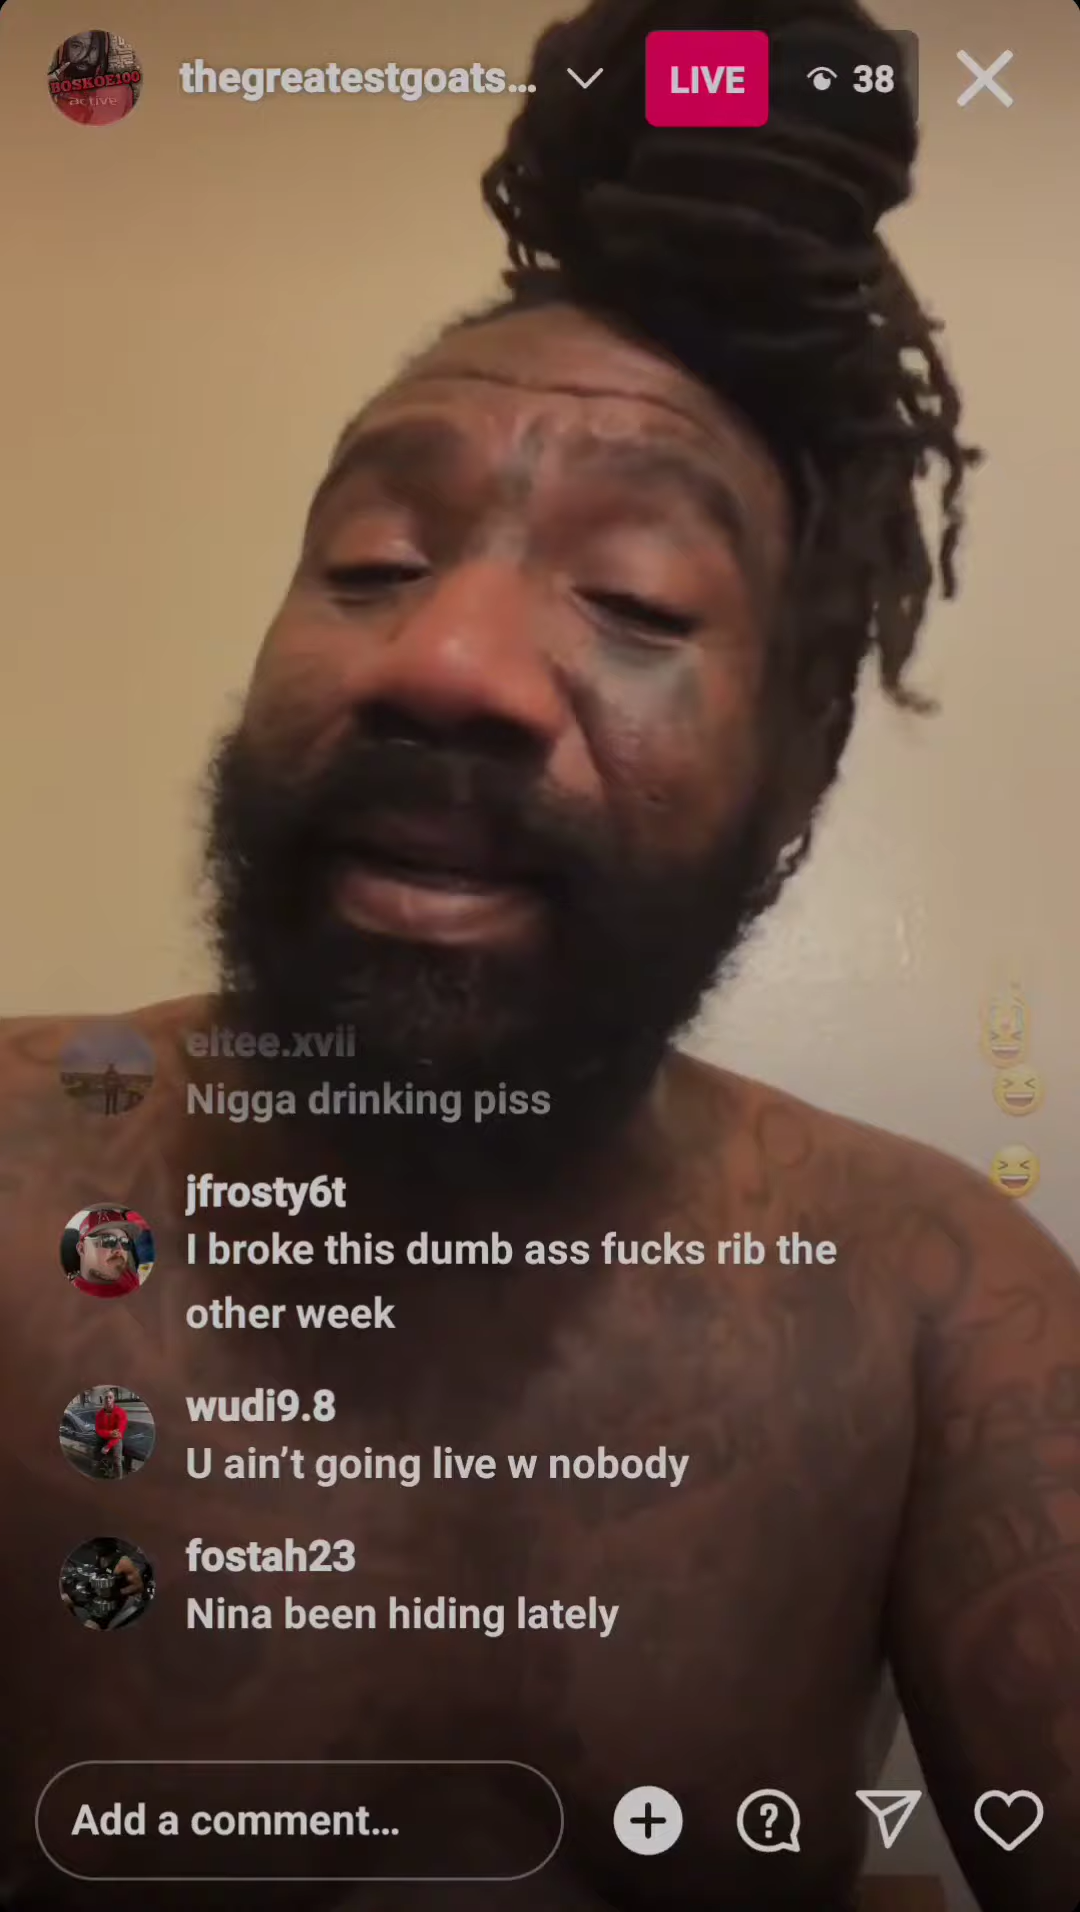 BOSKOE100
active
thegreatestgoats...
LIVE
38
eltee.xvii
Nigga drinking piss
jfrosty6t
I broke this dumb ass fucks rib the
other week
wudi9.8
U ain’t going live w nobody
fostah23
Nina been hiding lately
Add a comment...